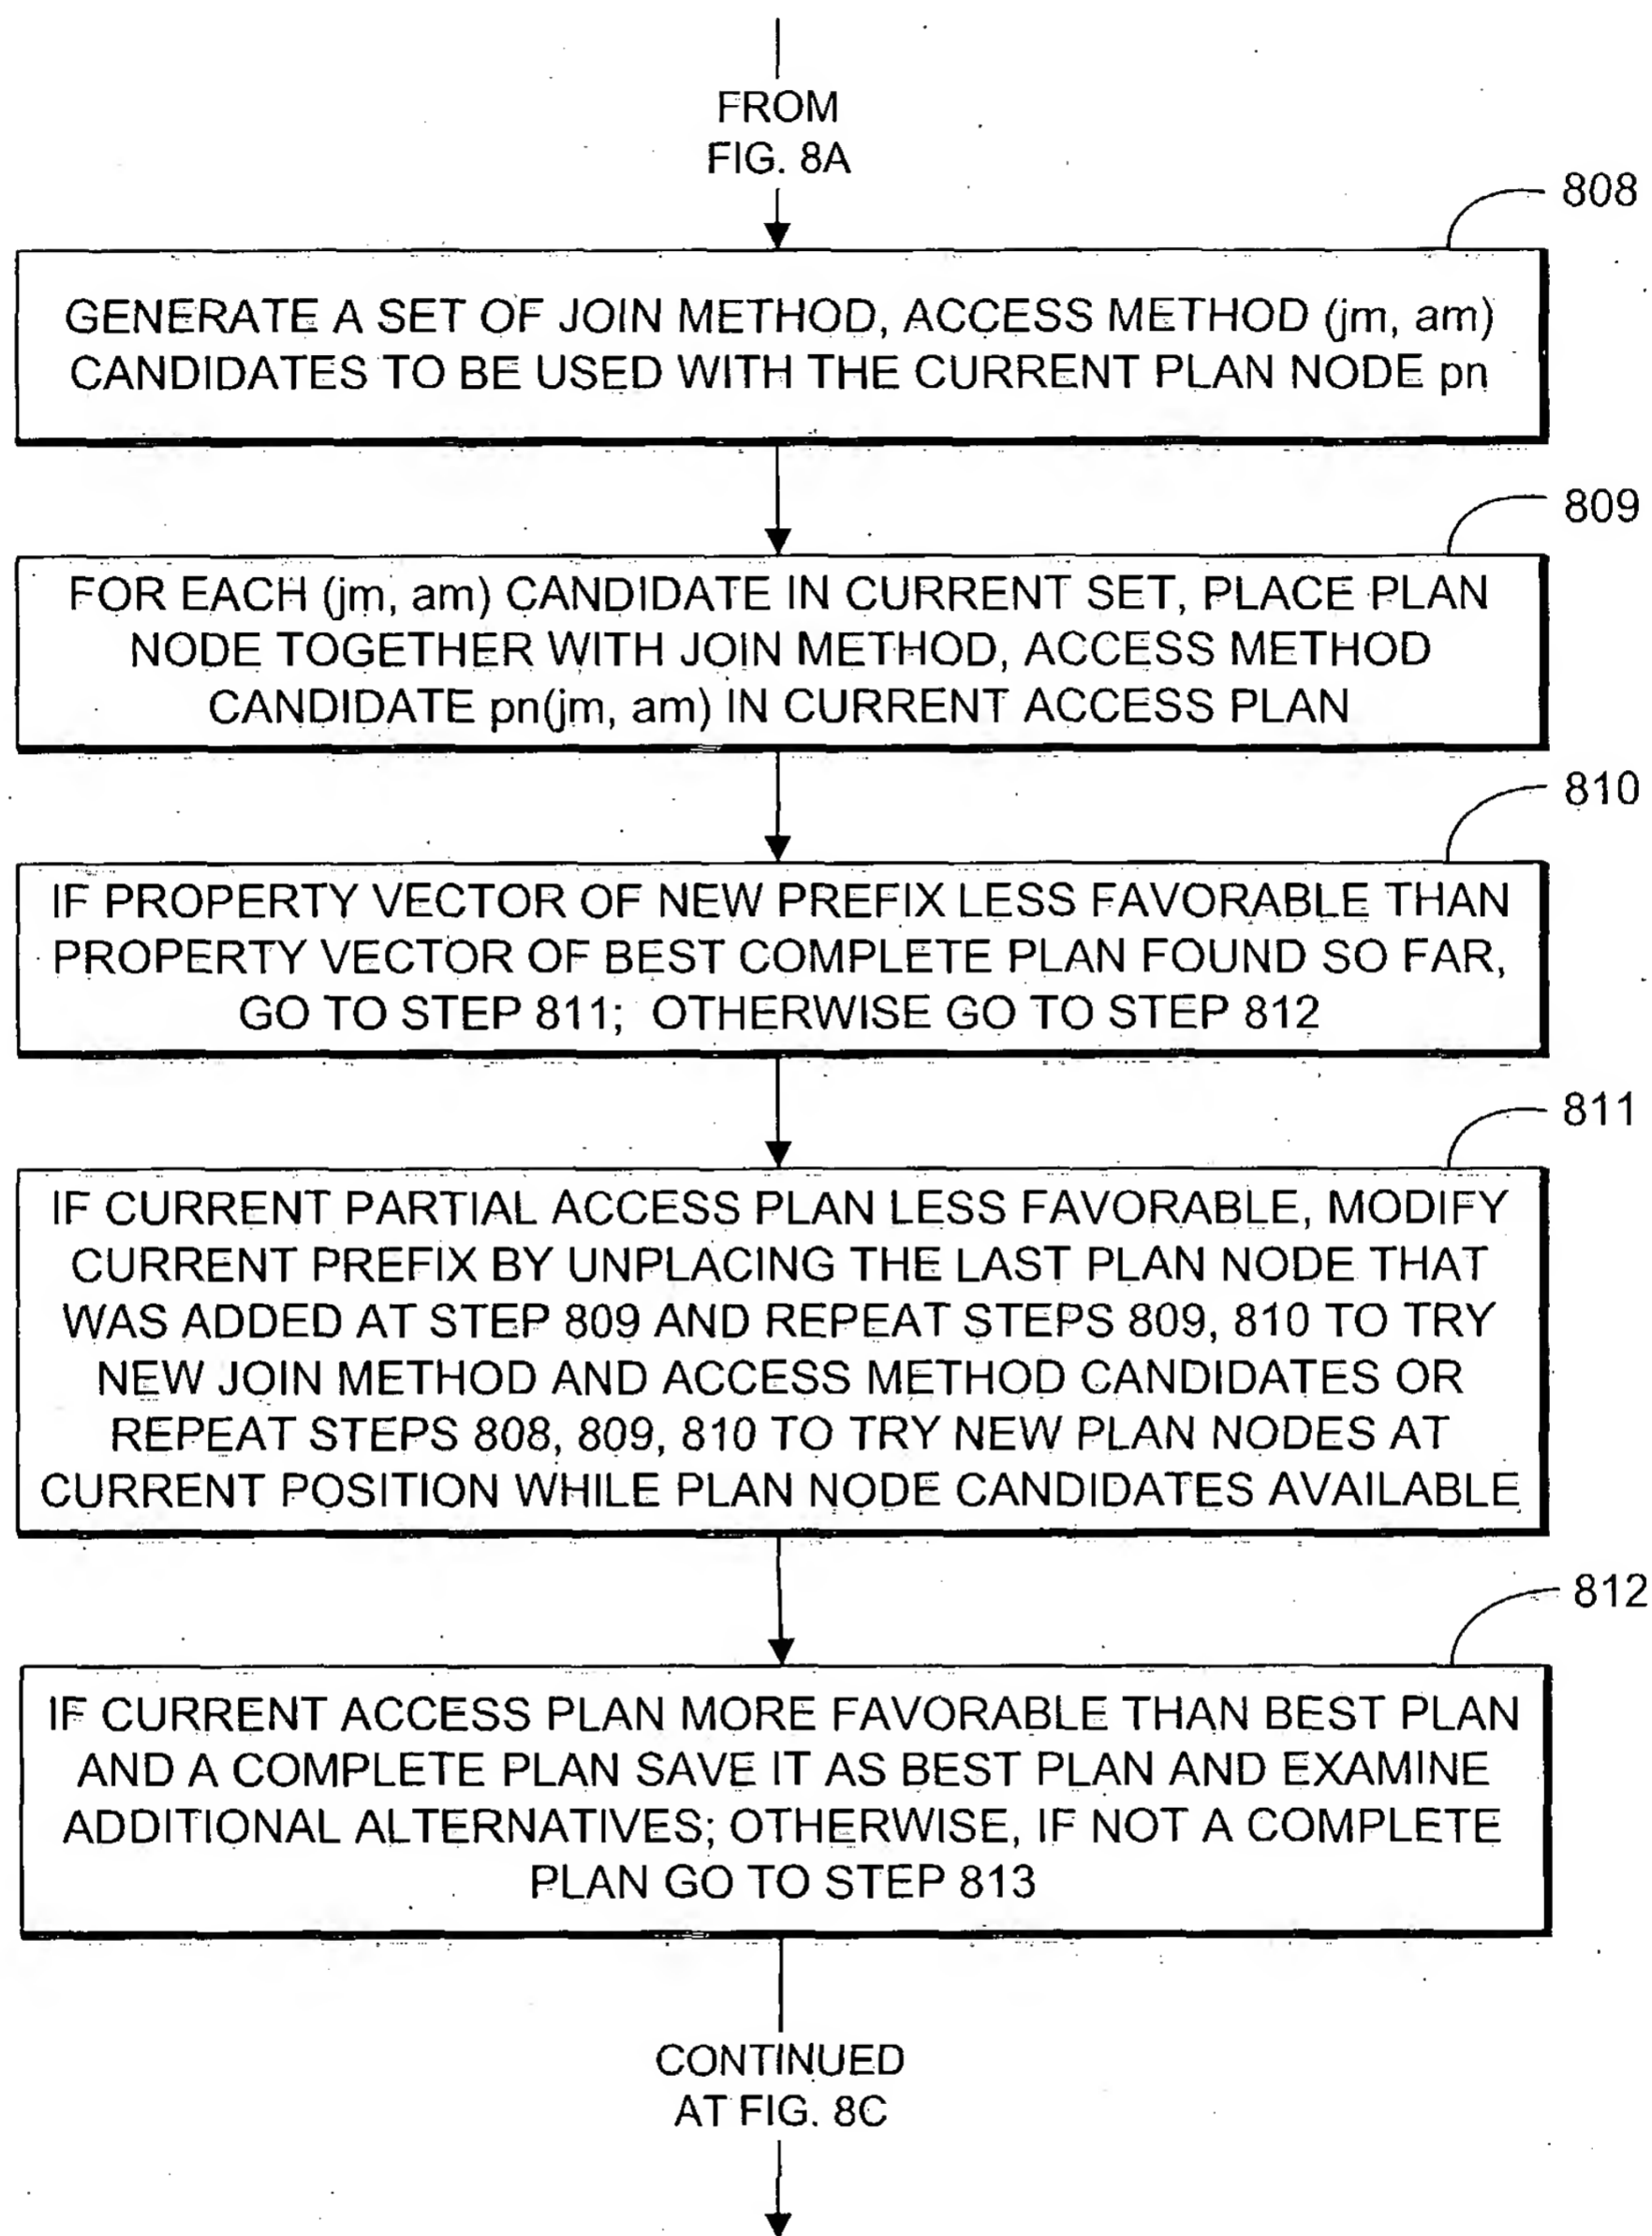 FROM
FIG. 8A
808
GENERATE A SET OF JOIN METHOD, ACCESS METHOD (jm, am)
CANDIDATES TO BE USED WITH THE CURRENT PLAN NODE pn
809
FOR EACH (jm, am) CANDIDATE IN CURRENT SET, PLACE PLAN
NODE TOGETHER WITH JOIN METHOD, ACCESS METHOD
CANDIDATE pn(jm, am) IN CURRENT ACCESS PLAN
810
IF PROPERTY VECTOR OF NEW PREFIX LESS FAVORABLE THAN
PROPERTY VECTOR OF BEST COMPLETE PLAN FOUND SO FAR,
GO TO STEP 811; OTHERWISE GO TO STEP 812
811
IF CURRENT PARTIAL ACCESS PLAN LESS FAVORABLE, MODIFY
CURRENT PREFIX BY UNPLACING THE LAST PLAN NODE THAT
WAS ADDED AT STEP 809 AND REPEAT STEPS 809, 810 TO TRY
NEW JOIN METHOD AND ACCESS METHOD CANDIDATES OR
REPEAT STEPS 808, 809, 810 TO TRY NEW PLAN NODES AT
CURRENT POSITION WHILE PLAN NODE CANDIDATES AVAILABLE
812
IF CURRENT ACCESS PLAN MORE FAVORABLE THAN BEST PLAN
AND A COMPLETE PLAN SAVE IT AS BEST PLAN AND EXAMINE
ADDITIONAL ALTERNATIVES; OTHERWISE, IF NOT A COMPLETE
PLAN GO TO STEP 813
CONTINUED
AT FIG. 8C